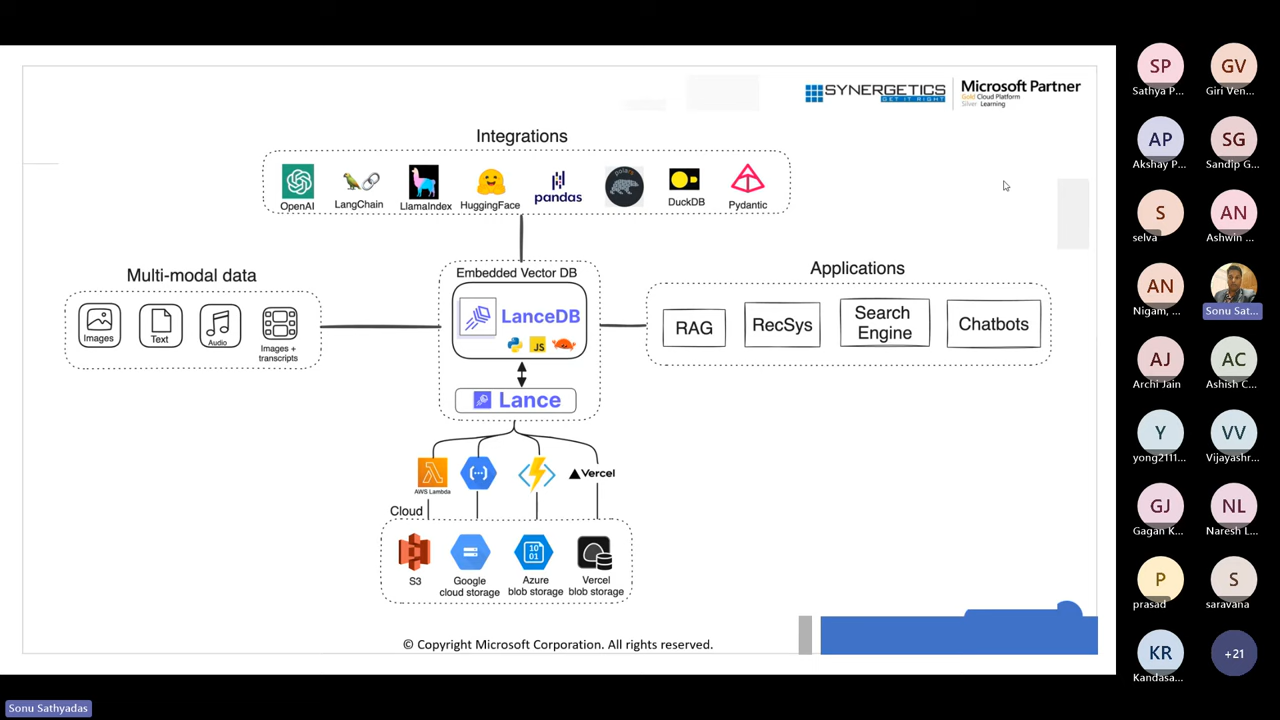 SYNERGETICS
GET IT RIGHT
Microsoft Partner
Gold Cloud Platform
Silver Learning
Integrations
OpenAI
LangChain
LlamaIndex
HuggingFace
pandas
polars
DuckDB
Pydantic
Multi-modal data
Images
Text
Audio
Images +
transcripts
Embedded Vector DB
LanceDB
JS
Lance
Applications
RAG
RecSys
Search
Engine
Chatbots
AWS Lambda
Vercel
Cloud
S3
Google
cloud storage
10
01
Azure
blob storage
Vercel
blob storage
© Copyright Microsoft Corporation. All rights reserved.
SP
Sathya P...
GV
Giri Ven...
AP
Akshay P...
SG
Sandip G...
S
selva
AN
Ashwin ...
AN
Nigam, ...
Sonu Sat...
AJ
Archi Jain
AC
Ashish C...
Y
yong2111...
VV
Vijayashr...
GJ
Gagan K...
NL
Naresh L...
P
prasad
S
saravana
KR
Kandasa...
+21
Sonu Sathyadas